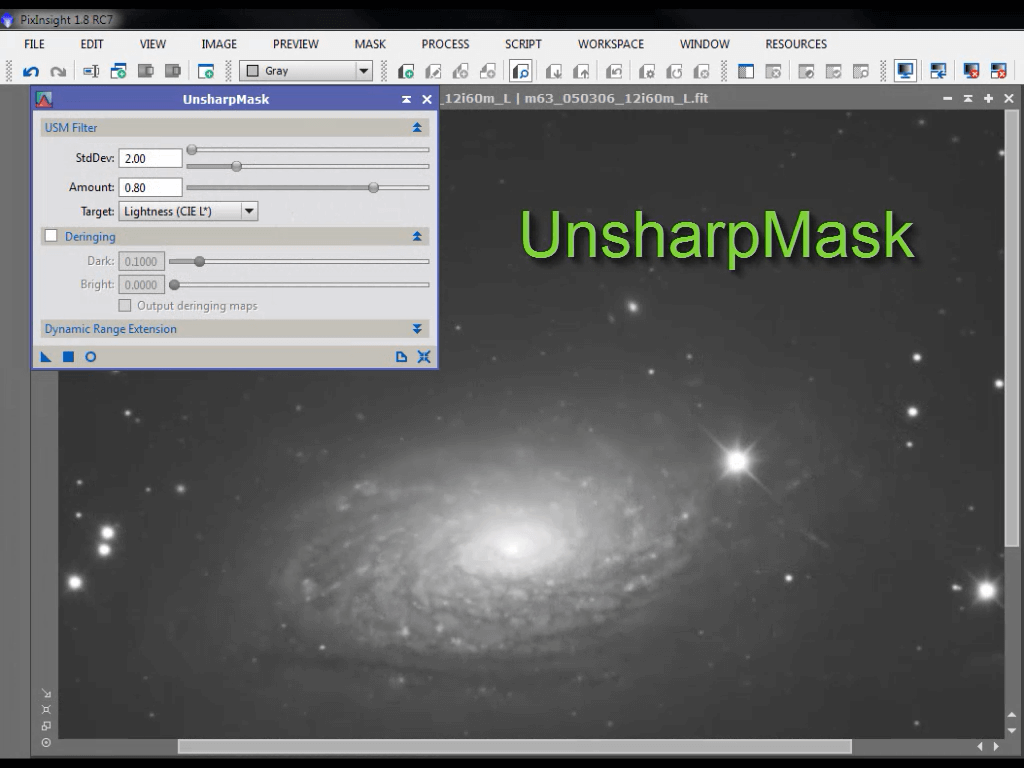 PixInsight 1.8 RC7
FILE EDIT VIEW IMAGE PREVIEW MASK PROCESS SCRIPT WORKSPACE WINDOW RESOURCES
Gray
UnsharpMask
_12i60m_L | m63_050306_12i60m_L.fit
USM Filter
StdDev: 2.00
Amount: 0.80
Target: Lightness (CIE L*)
UnsharpMask
Deringing
Dark: 0.1000
Bright: 0.0000
Output deringing maps
Dynamic Range Extension